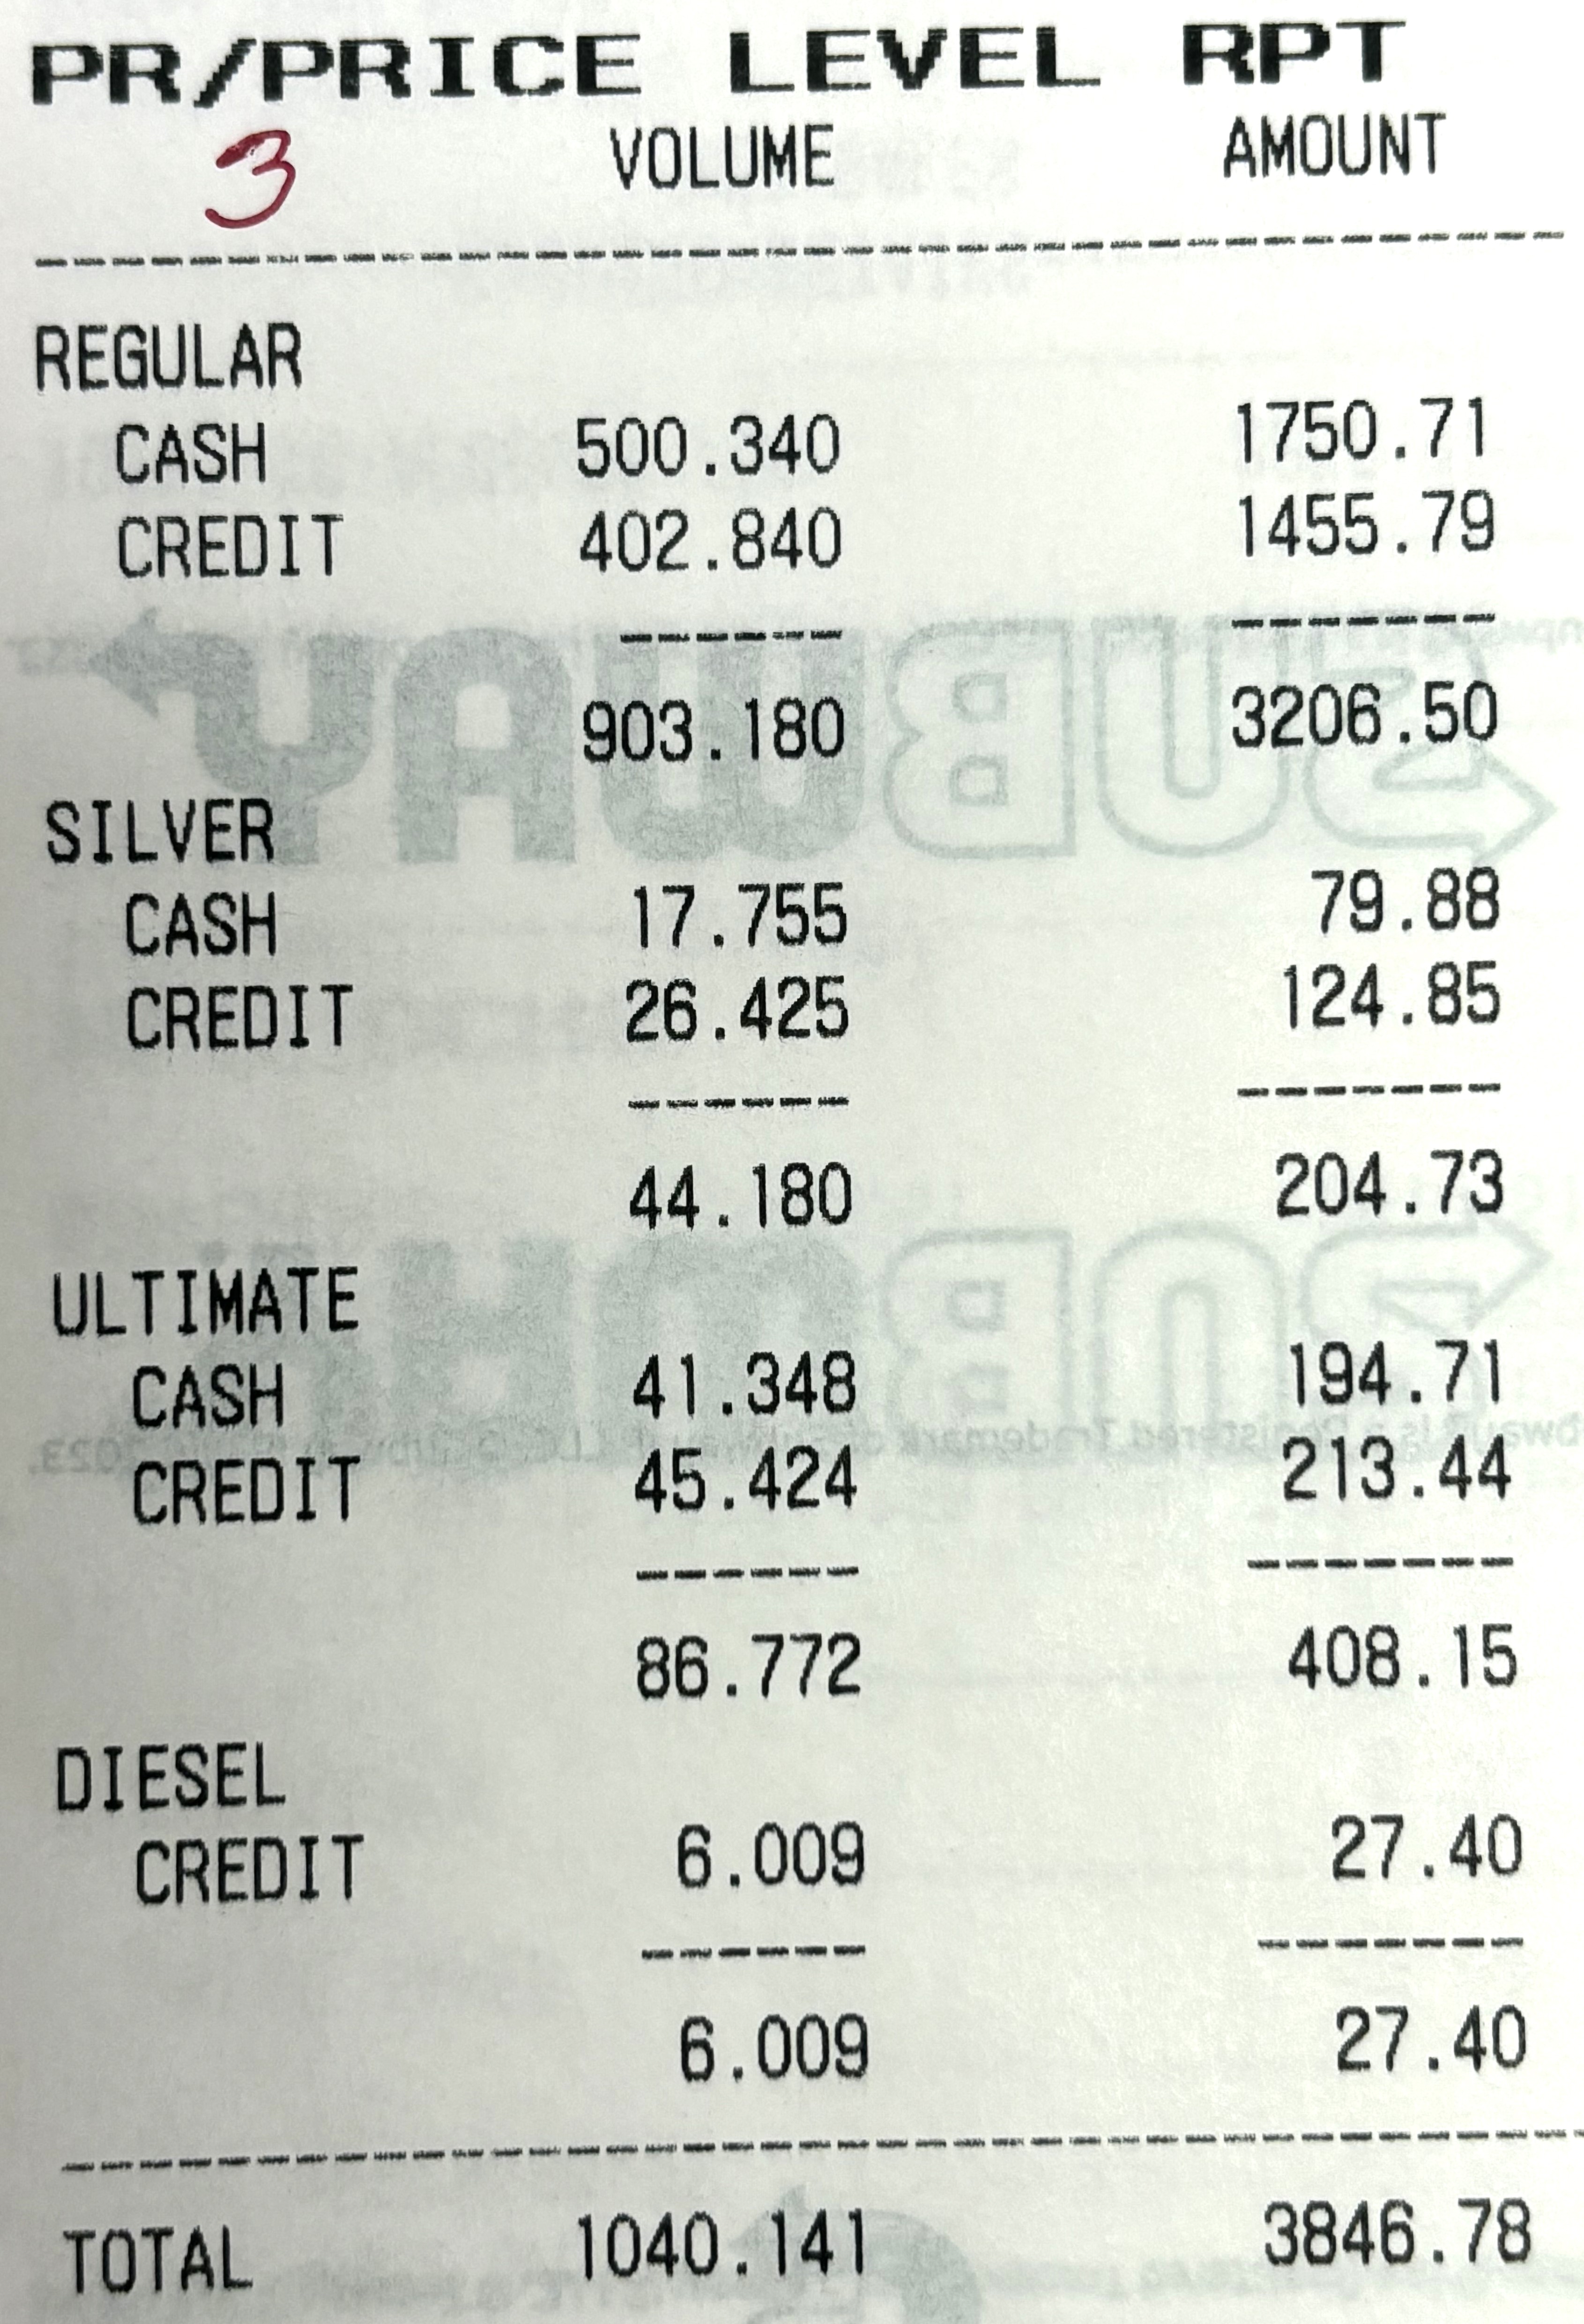 PR/PRICE LEVEL RPT
3 VOLUME AMOUNT
REGULAR
CASH 500.340 1750.71
CREDIT 402.840 1455.79
903.180 3206.50
SILVER
CASH 17.755 79.88
CREDIT 26.425 124.85
44.180 204.73
ULTIMATE
CASH 41.348 194.71
CREDIT 45.424 213.44
86.772 408.15
DIESEL
CREDIT 6.009 27.40
6.009 27.40
TOTAL 1040.141 3846.78
SUBWAY